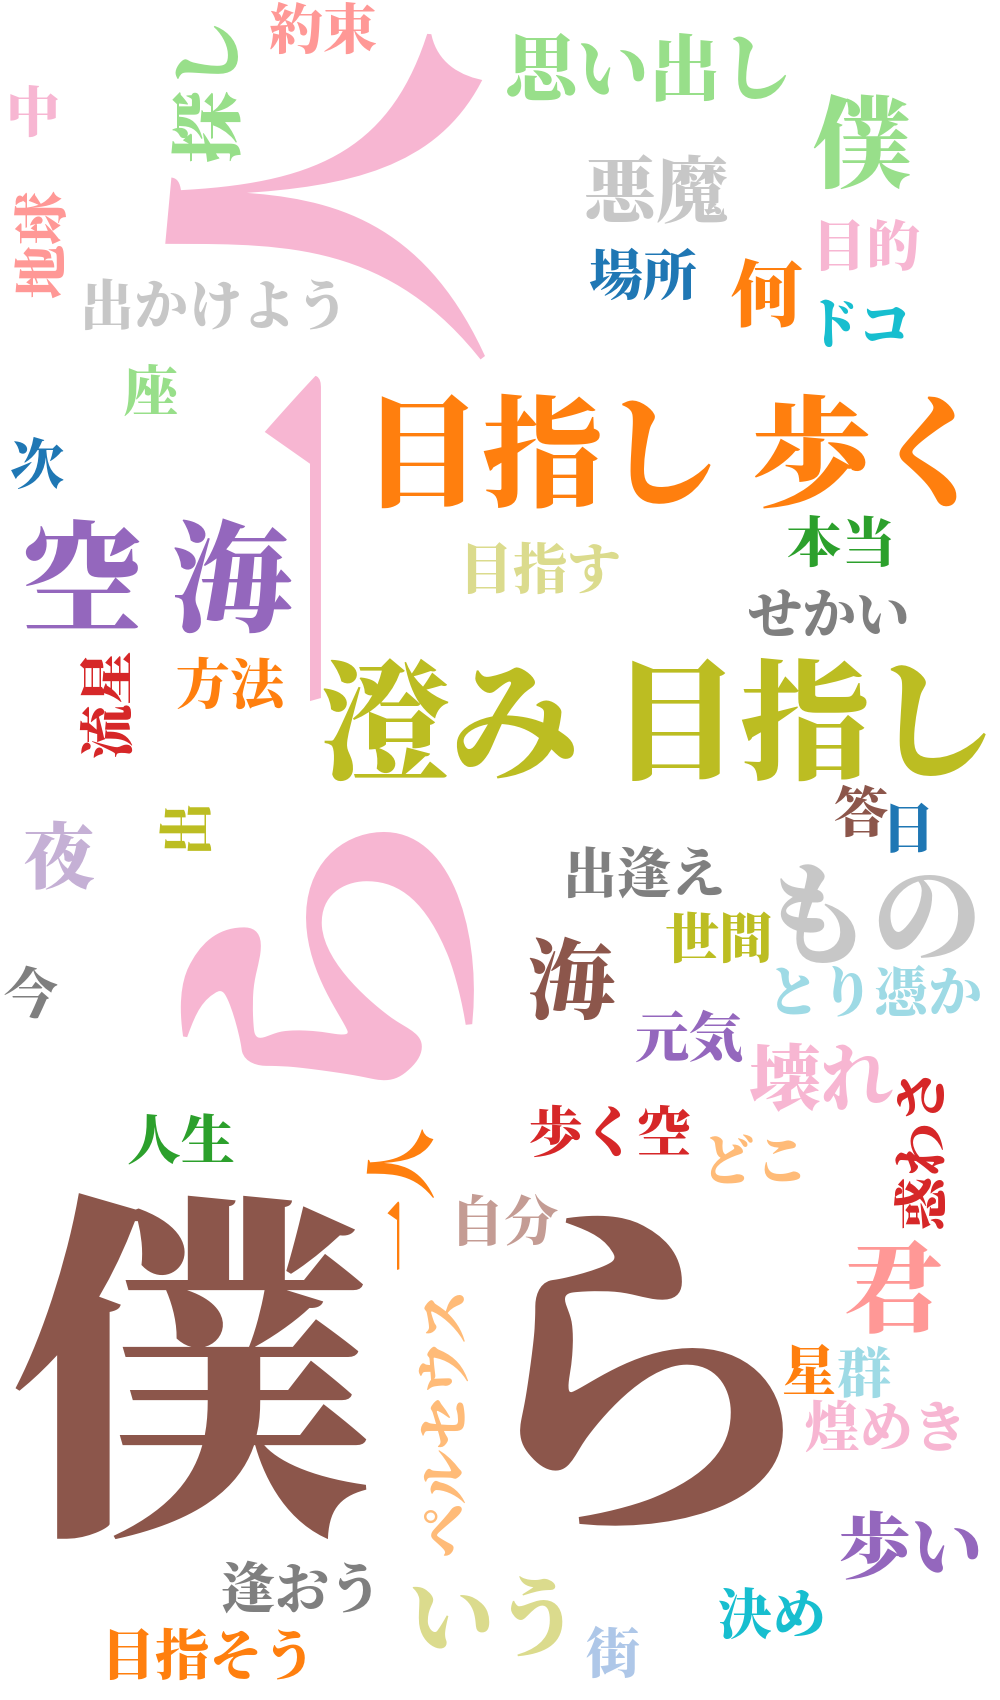 約束
探し
思い出し
中
僕
悪魔
地球
目的
場所
何
出かけよう
ドコ
ろ一人
座
目指し
歩く
次
空
海
本当
目指す
せかい
流星
方法
澄み
目指し
答
日
出
夜
出逢え
もの
世間
海
今
とり憑か
元気
壊れ
惑わさ
人生
歩く空
どこ
一人
自分
僕ら
君
ペルセウス
星
群
煌めき
歩い
逢おう
いう
決め
目指そう
街